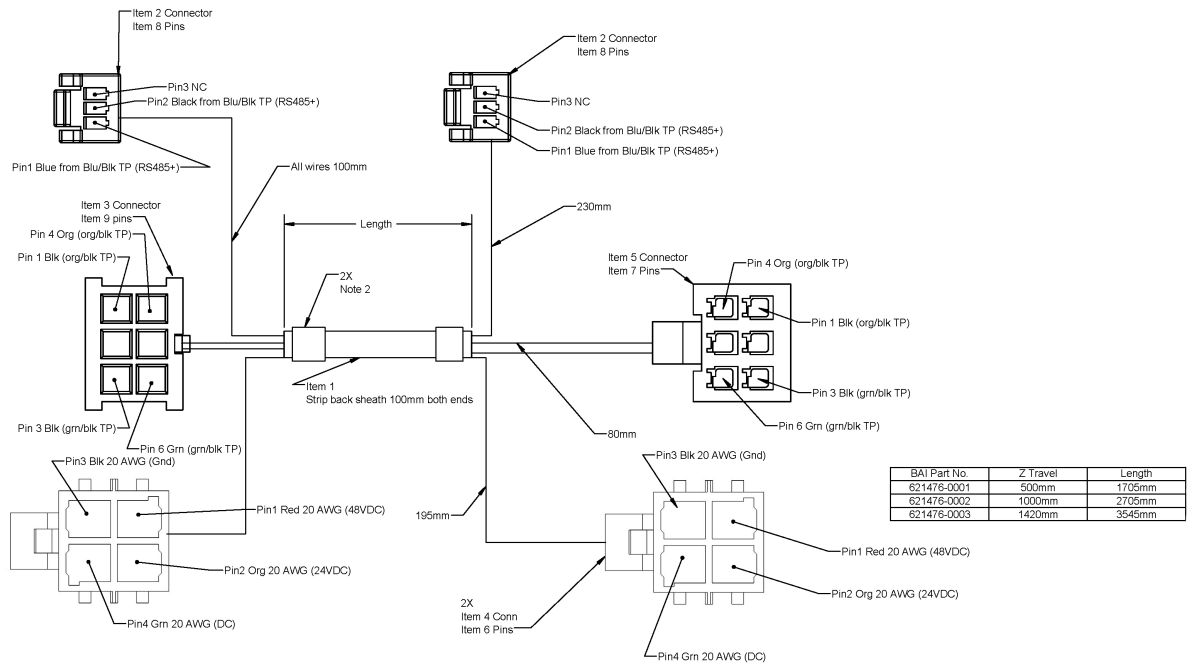 Item 2 Connector
Item 8 Pins
Pin3 NC
Pin2 Black from Blu/Blk TP (RS485+)
Pin1 Blue from Blu/Blk TP (RS485+)
All wires 100mm
Item 2 Connector
Item 8 Pins
Pin3 NC
Pin2 Black from Blu/Blk TP (RS485+)
Pin1 Blue from Blu/Blk TP (RS485+)
230mm
Length
Item 3 Connector
Item 9 pins
Pin 4 Org (org/blk TP)
Pin 1 Blk (org/blk TP)
2X
Note 2
Item 5 Connector
Item 7 Pins
Pin 4 Org (org/blk TP)
Pin 1 Blk (org/blk TP)
Item 1
Strip back sheath 100mm both ends
Pin 3 Blk (grn/blk TP)
Pin 6 Grn (grn/blk TP)
Pin 3 Blk (grn/blk TP)
Pin 6 Grn (grn/blk TP)
80mm
Pin3 Blk 20 AWG (Gnd)
Pin1 Red 20 AWG (48VDC)
Pin2 Org 20 AWG (24VDC)
Pin4 Grn 20 AWG (DC)
195mm
Pin3 Blk 20 AWG (Gnd)
Pin1 Red 20 AWG (48VDC)
Pin2 Org 20 AWG (24VDC)
Pin4 Grn 20 AWG (DC)
2X
Item 4 Conn
Item 6 Pins
BAI Part No. Z Travel Length
621476-0001 500mm 1705mm
621476-0002 1000mm 2705mm
621476-0003 1420mm 3545mm